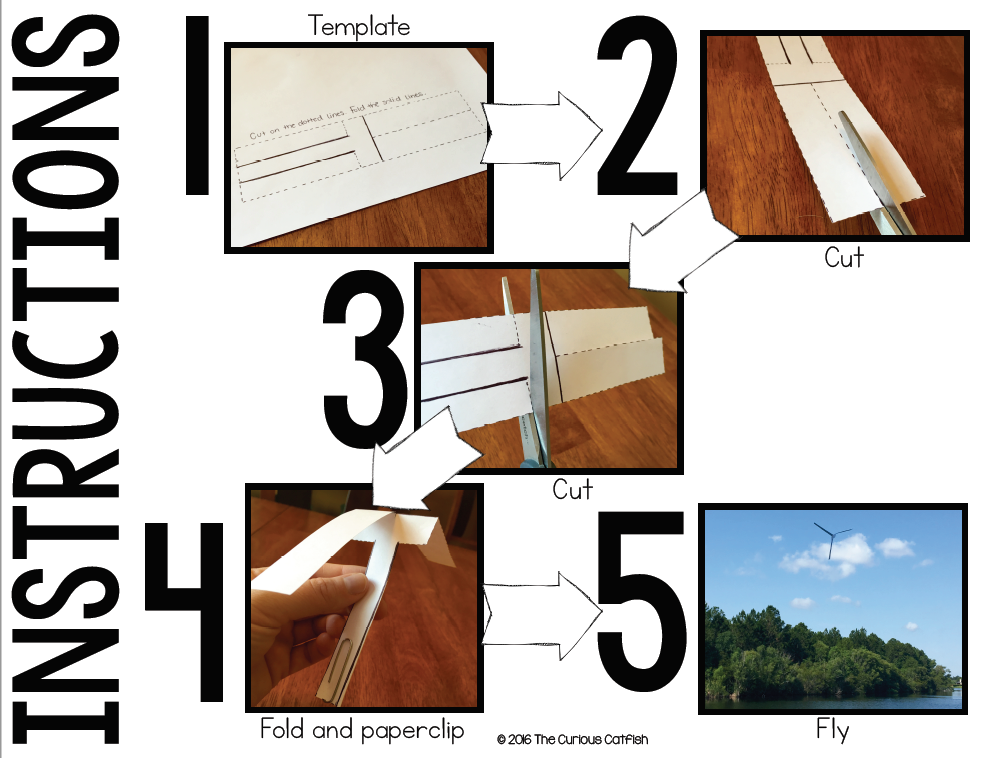 INSTRUCTIONS
1
Template
Cut on the dotted lines. Fold the solid lines.
2
Cut
3
Cut
4
Fold and paperclip
5
Fly
© 2016 The Curious Catfish